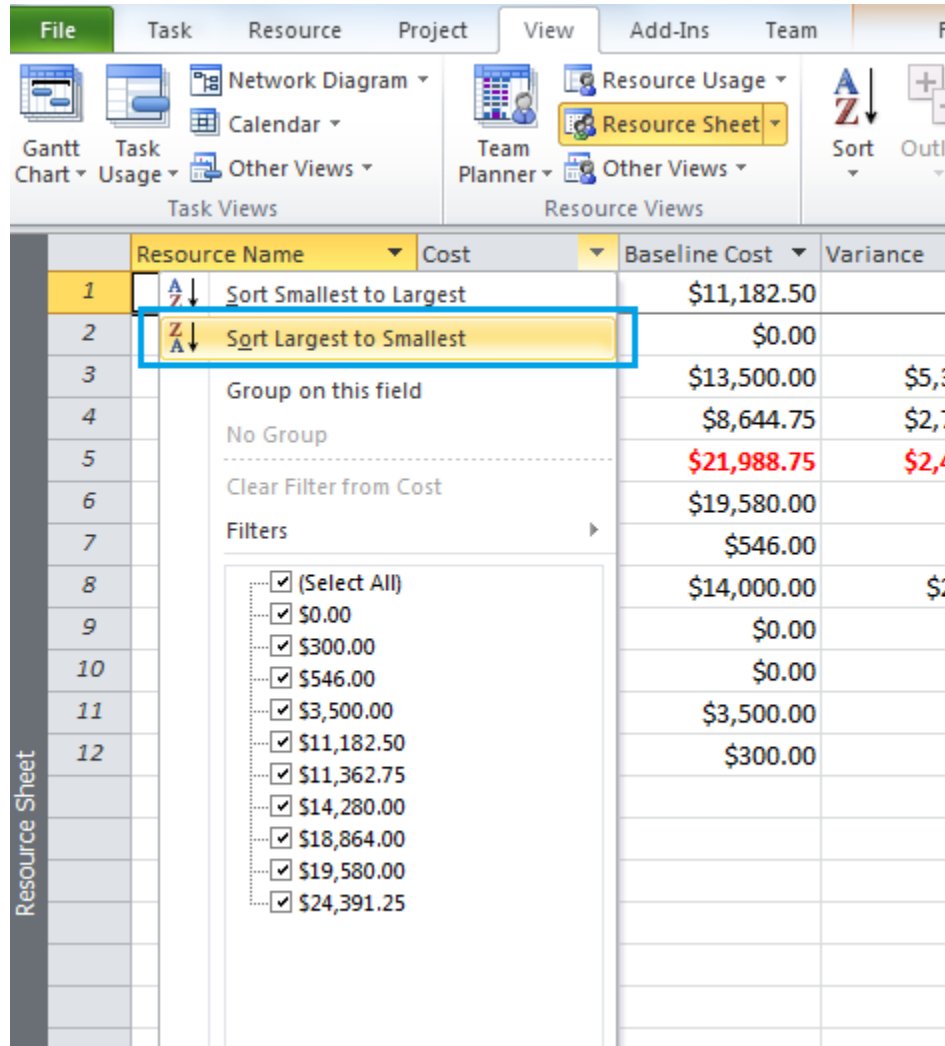 File Task Resource Project View Add-Ins Team
Network Diagram Resource Usage
Calendar Resource Sheet
Gantt Chart Task Usage Other Views Team Planner Other Views Sort
Task Views Resource Views
Resource Name Cost Baseline Cost Variance
1 Sort Smallest to Largest $11,182.50
2 Sort Largest to Smallest $0.00
3 Group on this field $13,500.00
4 No Group $8,644.75
5 Clear Filter from Cost $21,988.75
6 Filters $19,580.00
7 $546.00
8 (Select All) $14,000.00
9 $0.00 $0.00
$300.00
10 $546.00 $0.00
11 $3,500.00 $3,500.00
12 $11,182.50 $300.00
$11,362.75
$14,280.00
$18,864.00
$19,580.00
$24,391.25
Resource Sheet